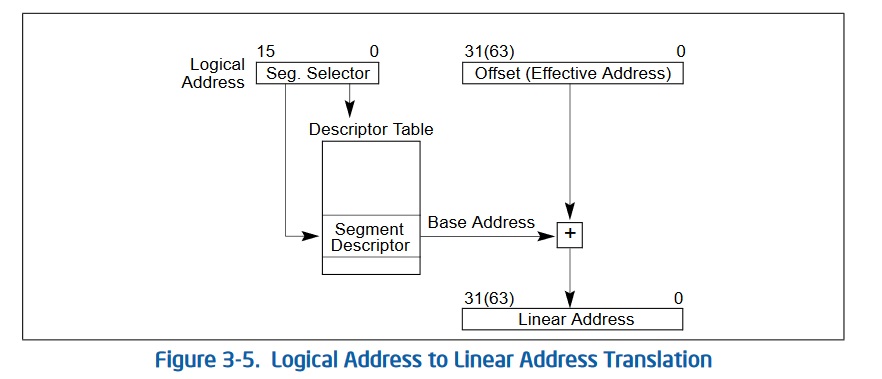 15 0
31(63) 0
Logical
Address
Seg. Selector
Offset (Effective Address)
Descriptor Table
Segment
Descriptor
Base Address
+
31(63) 0
Linear Address
Figure 3-5. Logical Address to Linear Address Translation